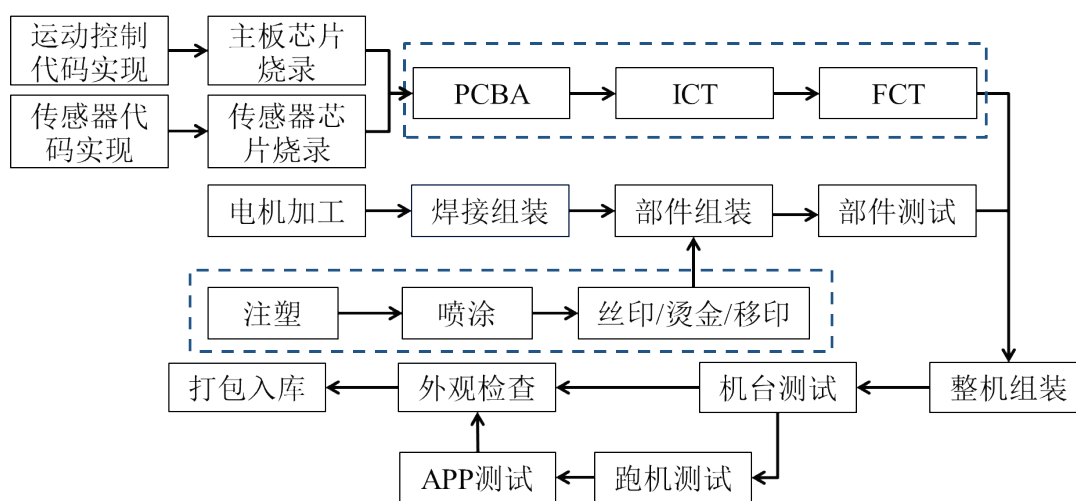 运动控制
代码实现
主板芯片
烧录
传感器代
码实现
传感器芯
片烧录
PCBA
ICT
FCT
电机加工
焊接组装
部件组装
部件测试
注塑
喷涂
丝印/烫金/移印
打包入库
外观检查
机台测试
整机组装
APP测试
跑机测试